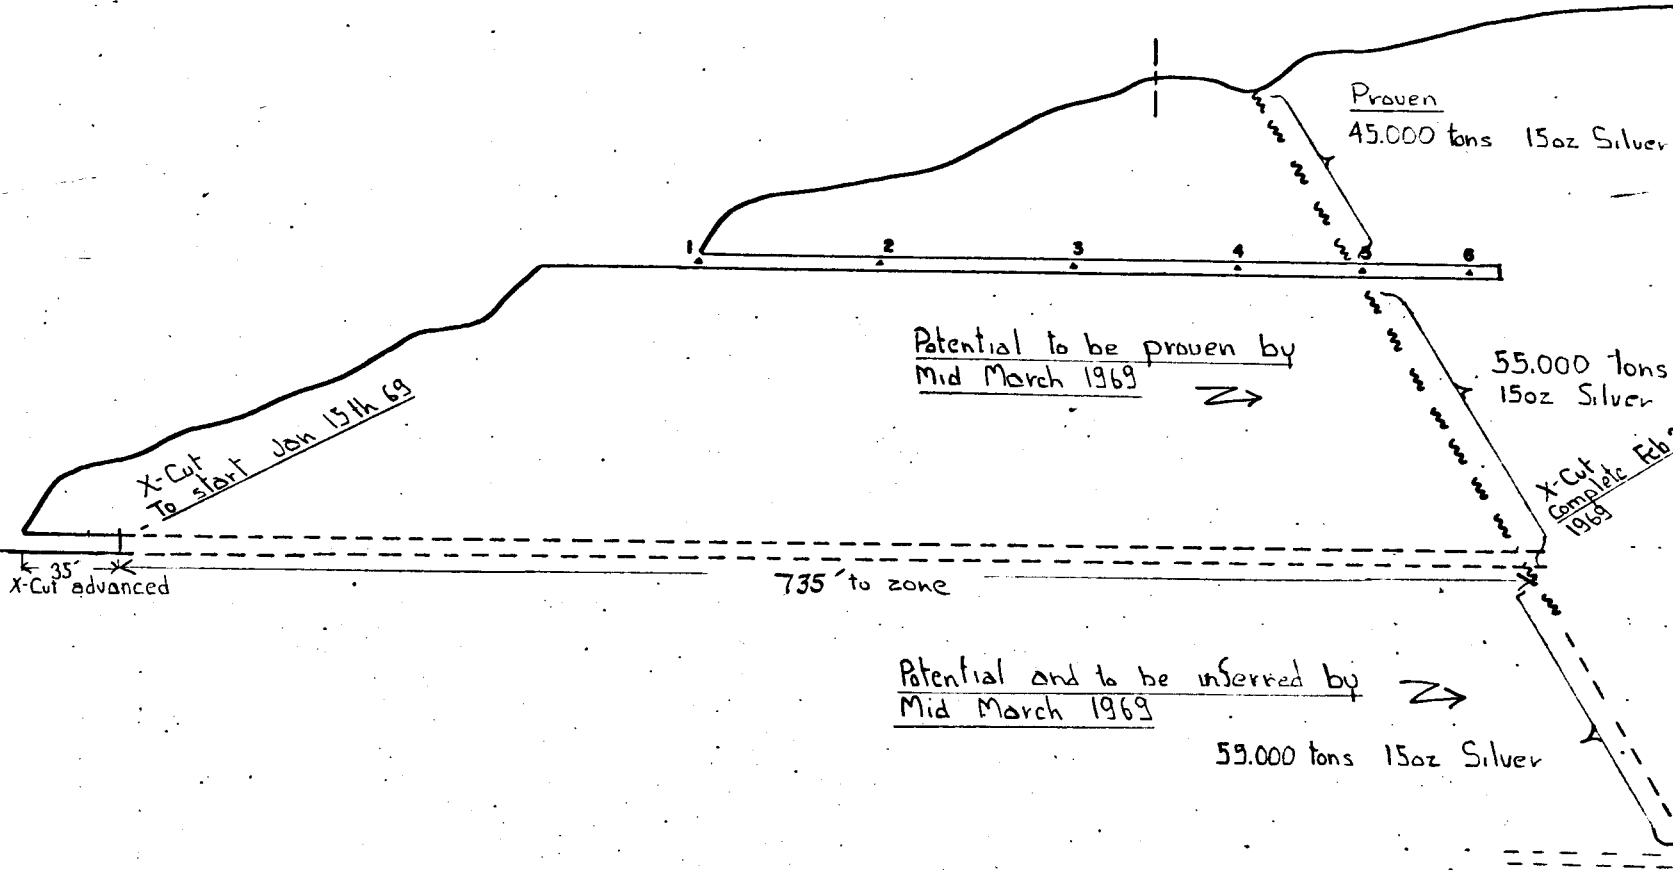 Proven
45.000 tons 15oz Silver
1 2 3 4 5 6
Potential to be proven by
Mid March 1969
55.000 tons
15oz Silver
X-Cut
To start Jan 15th 69
X-Cut
Complete Feb
1969
35'
X-Cut advanced
735' to zone
Potential and to be inferred by
Mid March 1969
59.000 tons 15oz Silver